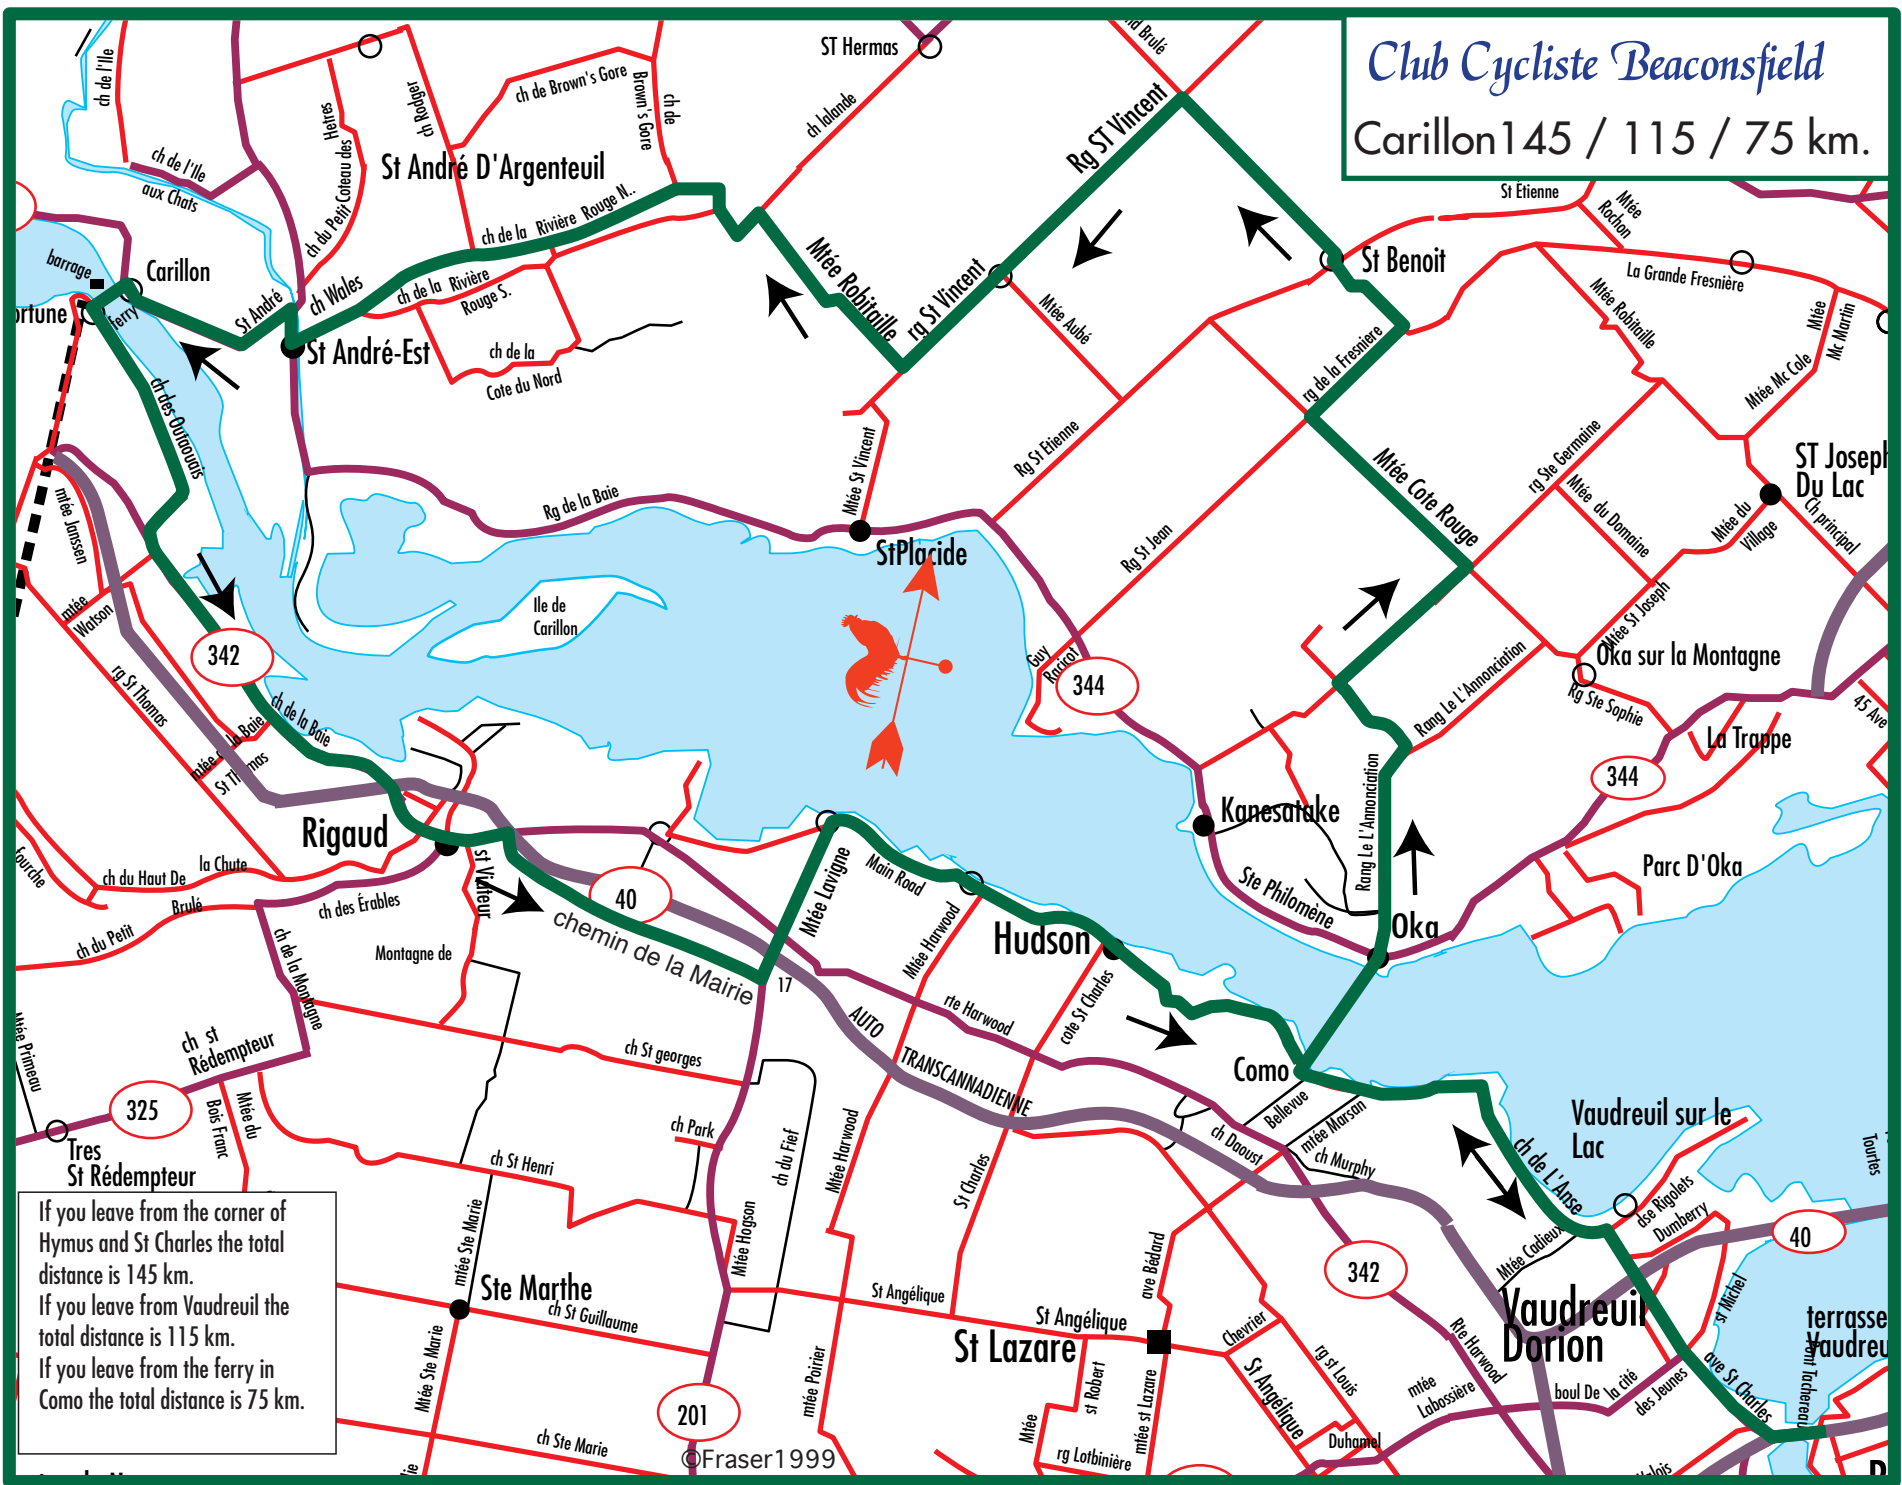 Club Cycliste Beaconsfield
Carillon145 / 115 / 75 km.
nd Brulé
ST Hermas
ch de l'Ile
ch Rodger
ch de Brown's Gore
ch de
Brown's Gore
ch lalande
Rg ST Vincent
ch de l'Ile
aux Chats
ch du Petit Coteau des
Hetres
St André D'Argenteuil
St Étienne
Mtée
Rochon
ch de la Rivière Rouge N..
barrage
Carillon
ortune
ferry
St André
ch Wales
ch de la Rivière
Rouge S.
St André-Est
ch de la
Cote du Nord
Mtée Robitaille
rg St Vincent
Mtée Aubé
St Benoit
La Grande Fresnière
Mtée Robitaille
Mtée
Mc Martin
Mtée Mc Cole
rg de la Fresnière
ch des Outaouais
Mtée St Vincent
Rg St Etienne
Mtée Cote Rouge
rg Ste Germaine
Mtée du Domaine
ST Joseph
Du Lac
Mtée du
Village
Ch principal
mtée Janssen
Rg de la Baie
StPlacide
Rg St Jean
mtée
Watson
Ile de
Carillon
342
Guy
Racicot
344
Mtée St Joseph
Oka sur la Montagne
Rg Ste Sophie
Rang Le L'Annonciation
45 Ave
La Trappe
344
rg St Thomas
ch de la Baie
mtée de la Baie
St Thomas
Rigaud
Kanesatake
Rang Le L'Annonciation
Parc D'Oka
Fourche
ch du Haut De
la Chute
Brulé
ch du Petit
ch des Érables
st Viateur
40
chemin de la Mairie
17
Mtée Lavigne
Main Road
Mtée Harwood
Hudson
Ste Philomène
Oka
ch de la Montagne
Montagne de
ch st
Rédempteur
Mtée Primeau
325
Tres
St Rédempteur
Bois Franc
Mtée du
ch St georges
AUTO
TRANSCANNADIENNE
rte Harwood
cote St Charles
Como
Bellevue
mtée Marsan
ch Daoust
ch Murphy
Vaudreuil sur le
Lac
Tourtes
ch de L'Anse
dse Rigolets
Dumberry
ch Park
ch du Fief
Mtée Harwood
St Charles
ch St Henri
Mtée Hogson
mtée Ste Marie
Ste Marthe
ch St Guillaume
St Angélique
St Angélique
St Lazare
ave Bédard
342
Mtée Cadieux
40
Vaudreuil
Dorion
st Michel
terrasse
Vaudreu
Pont Tachereau
If you leave from the corner of
Hymus and St Charles the total
distance is 145 km.
If you leave from Vaudreuil the
total distance is 115 km.
If you leave from the ferry in
Como the total distance is 75 km.
Mtée Ste Marie
201
mtée Poirier
Mtée
st Robert
mtée st Lazare
Chevrier
St Angélique
rg st Louis
mtée
Labossière
Rte Harwood
boul De la cité
des Jeunes
ave St Charles
ch Ste Marie
©Fraser1999
rg Lotbinière
Duhamel